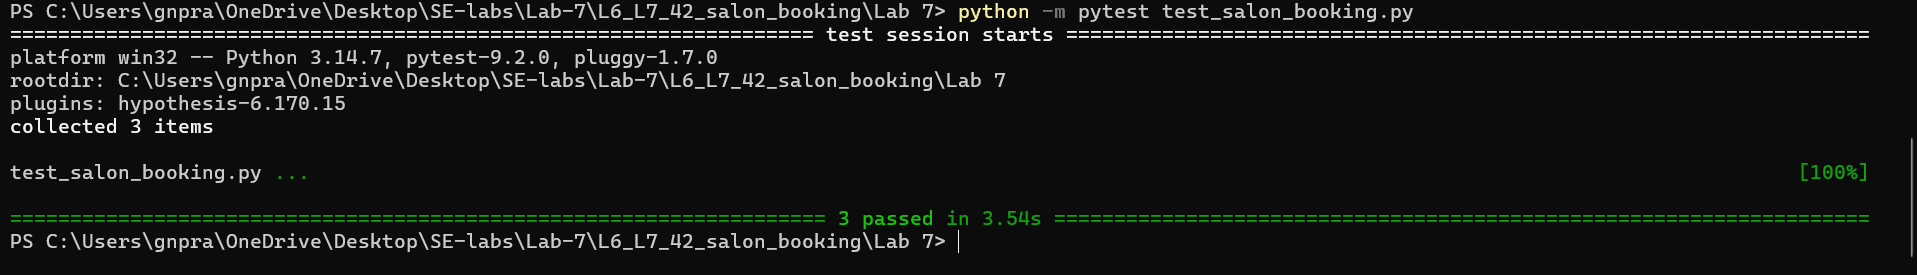 PS C:\Users\gnpra\OneDrive\Desktop\SE-labs\Lab-7\L6_L7_42_salon_booking\Lab 7> python -m pytest test_salon_booking.py
=================================================================== test session starts ===================================================================
platform win32 -- Python 3.14.7, pytest-9.2.0, pluggy-1.7.0
rootdir: C:\Users\gnpra\OneDrive\Desktop\SE-labs\Lab-7\L6_L7_42_salon_booking\Lab 7
plugins: hypothesis-6.170.15
collected 3 items
test_salon_booking.py ... [100%]
==================================================================== 3 passed in 3.54s ====================================================================
PS C:\Users\gnpra\OneDrive\Desktop\SE-labs\Lab-7\L6_L7_42_salon_booking\Lab 7>